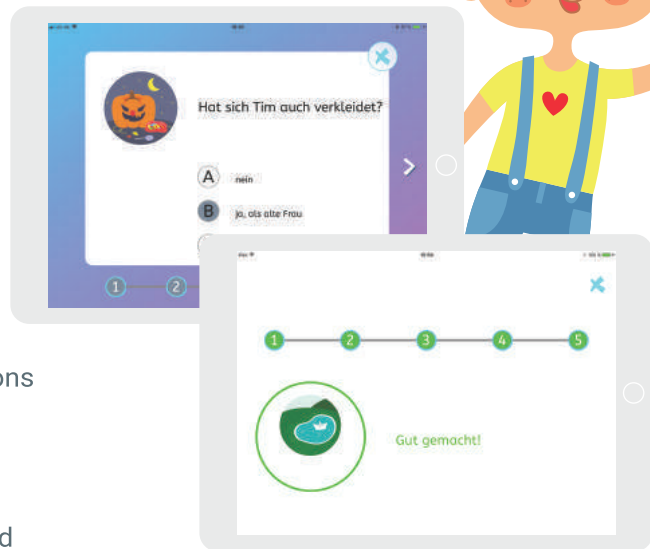 Hat sich Tim auch verkleidet?
A nein
B ja, als alte Frau
1 2
1 2 3 4 5
Gut gemacht!
ons
d